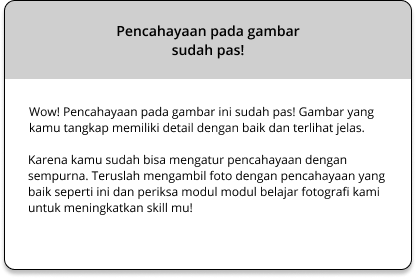 Pencahayaan pada gambar
sudah pas!
Wow! Pencahayaan pada gambar ini sudah pas! Gambar yang
kamu tangkap memiliki detail dengan baik dan terlihat jelas.
Karena kamu sudah bisa mengatur pencahayaan dengan
sempurna. Teruslah mengambil foto dengan pencahayaan yang
baik seperti ini dan periksa modul modul belajar fotografi kami
untuk meningkatkan skill mu!